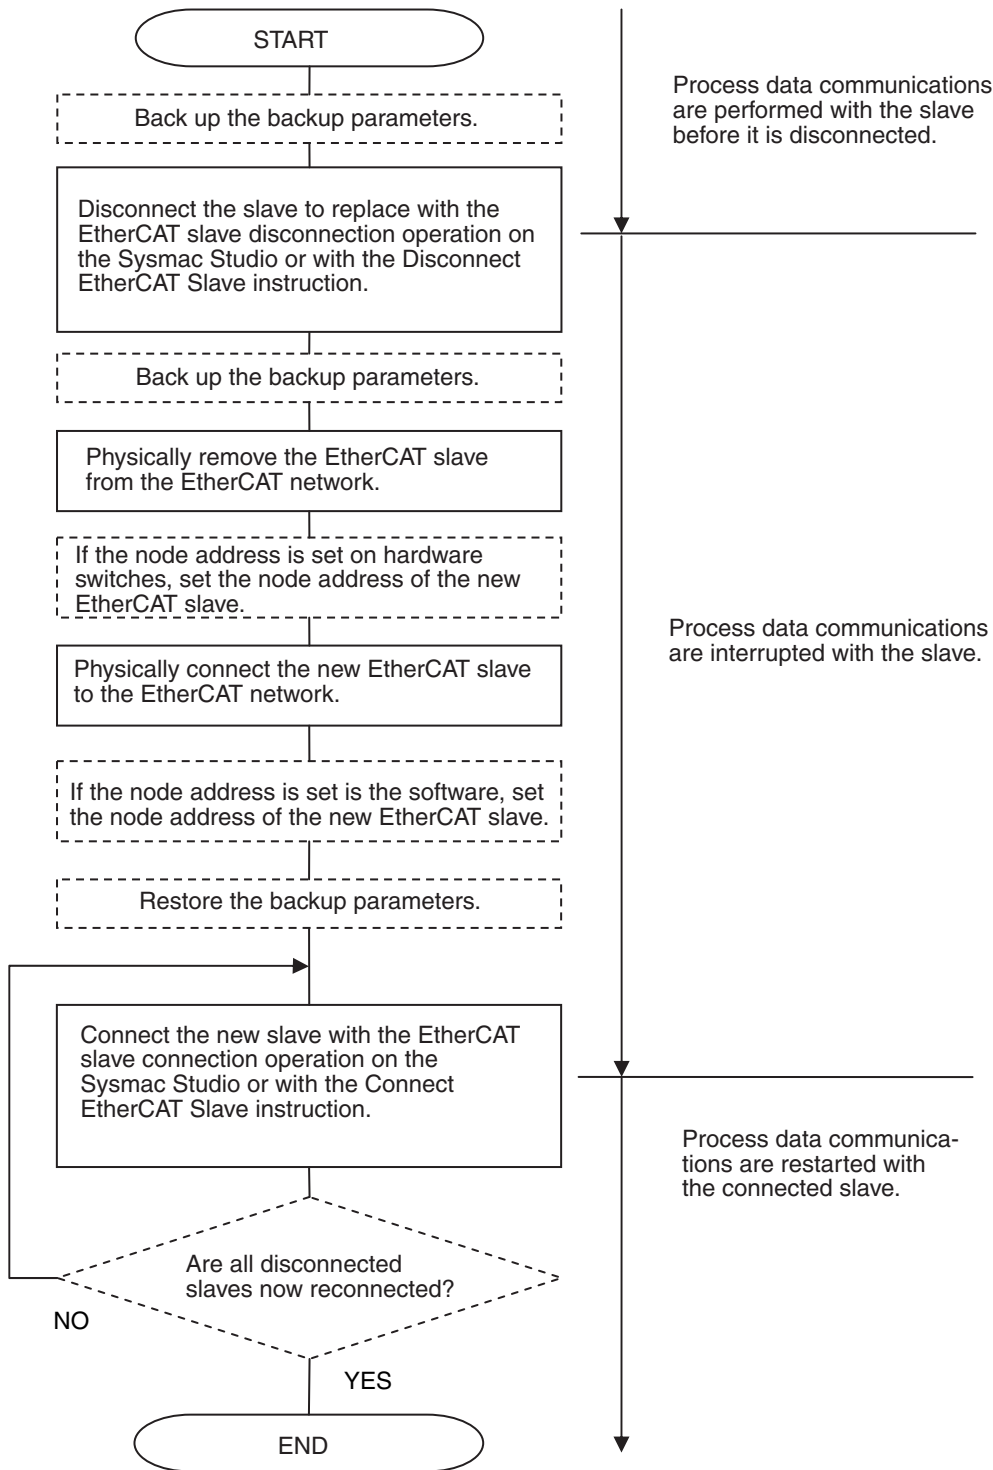 START
Back up the backup parameters.
Process data communications
are performed with the slave
before it is disconnected.
Disconnect the slave to replace with the
EtherCAT slave disconnection operation on
the Sysmac Studio or with the Disconnect
EtherCAT Slave instruction.
Back up the backup parameters.
Physically remove the EtherCAT slave
from the EtherCAT network.
If the node address is set on hardware
switches, set the node address of the new
EtherCAT slave.
Process data communications
are interrupted with the slave.
Physically connect the new EtherCAT slave
to the EtherCAT network.
If the node address is set is the software, set
the node address of the new EtherCAT slave.
Restore the backup parameters.
Connect the new slave with the EtherCAT
slave connection operation on the
Sysmac Studio or with the Connect
EtherCAT Slave instruction.
Process data communica-
tions are restarted with
the connected slave.
Are all disconnected
slaves now reconnected?
NO
YES
END